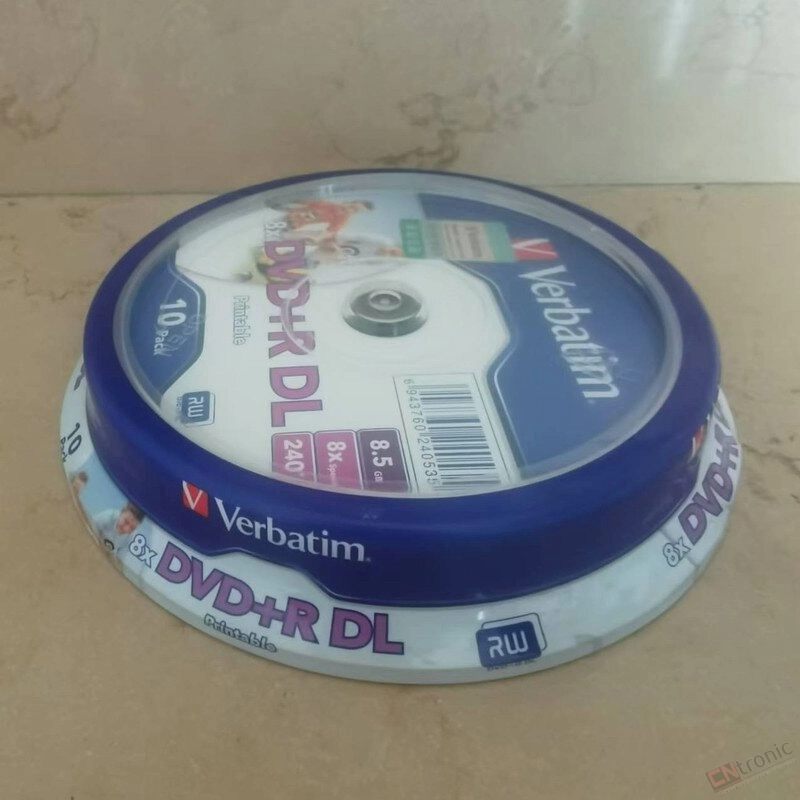 Verbatim
8x
DVD+R DL
Printable
10 Pack
RW
240
8x
8.5 GB
6943760240535
Verbatim
8x DVD+R DL
Printable
RW
10
8x DVD+R
CNtronic